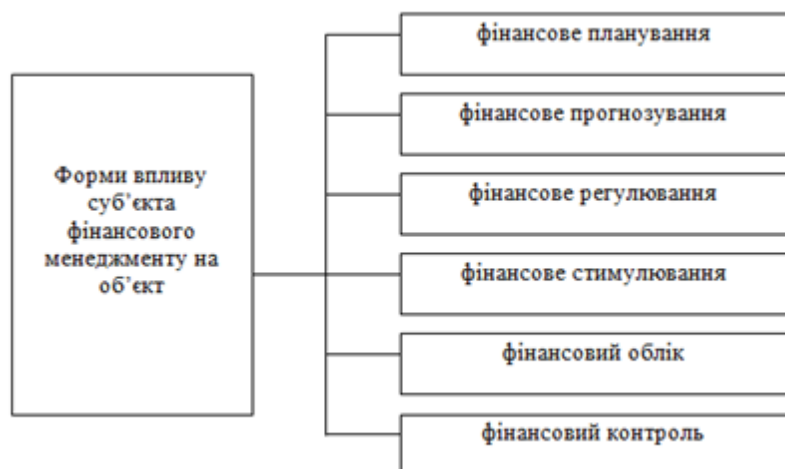 Форми впливу
суб’єкта
фінансового
менеджменту на
об’єкт
фінансове планування
фінансове прогнозування
фінансове регулювання
фінансове стимулювання
фінансовий облік
фінансовий контроль